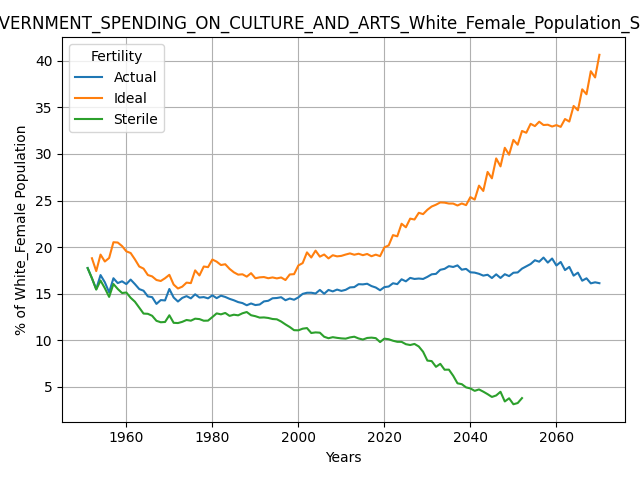 VERNMENT_SPENDING_ON_CULTURE_AND_ARTS_White_Female_Population_S
Fertility
Actual
Ideal
Sterile
% of White_Female Population
40
35
30
25
20
15
10
5
1960 1980 2000 2020 2040 2060
Years